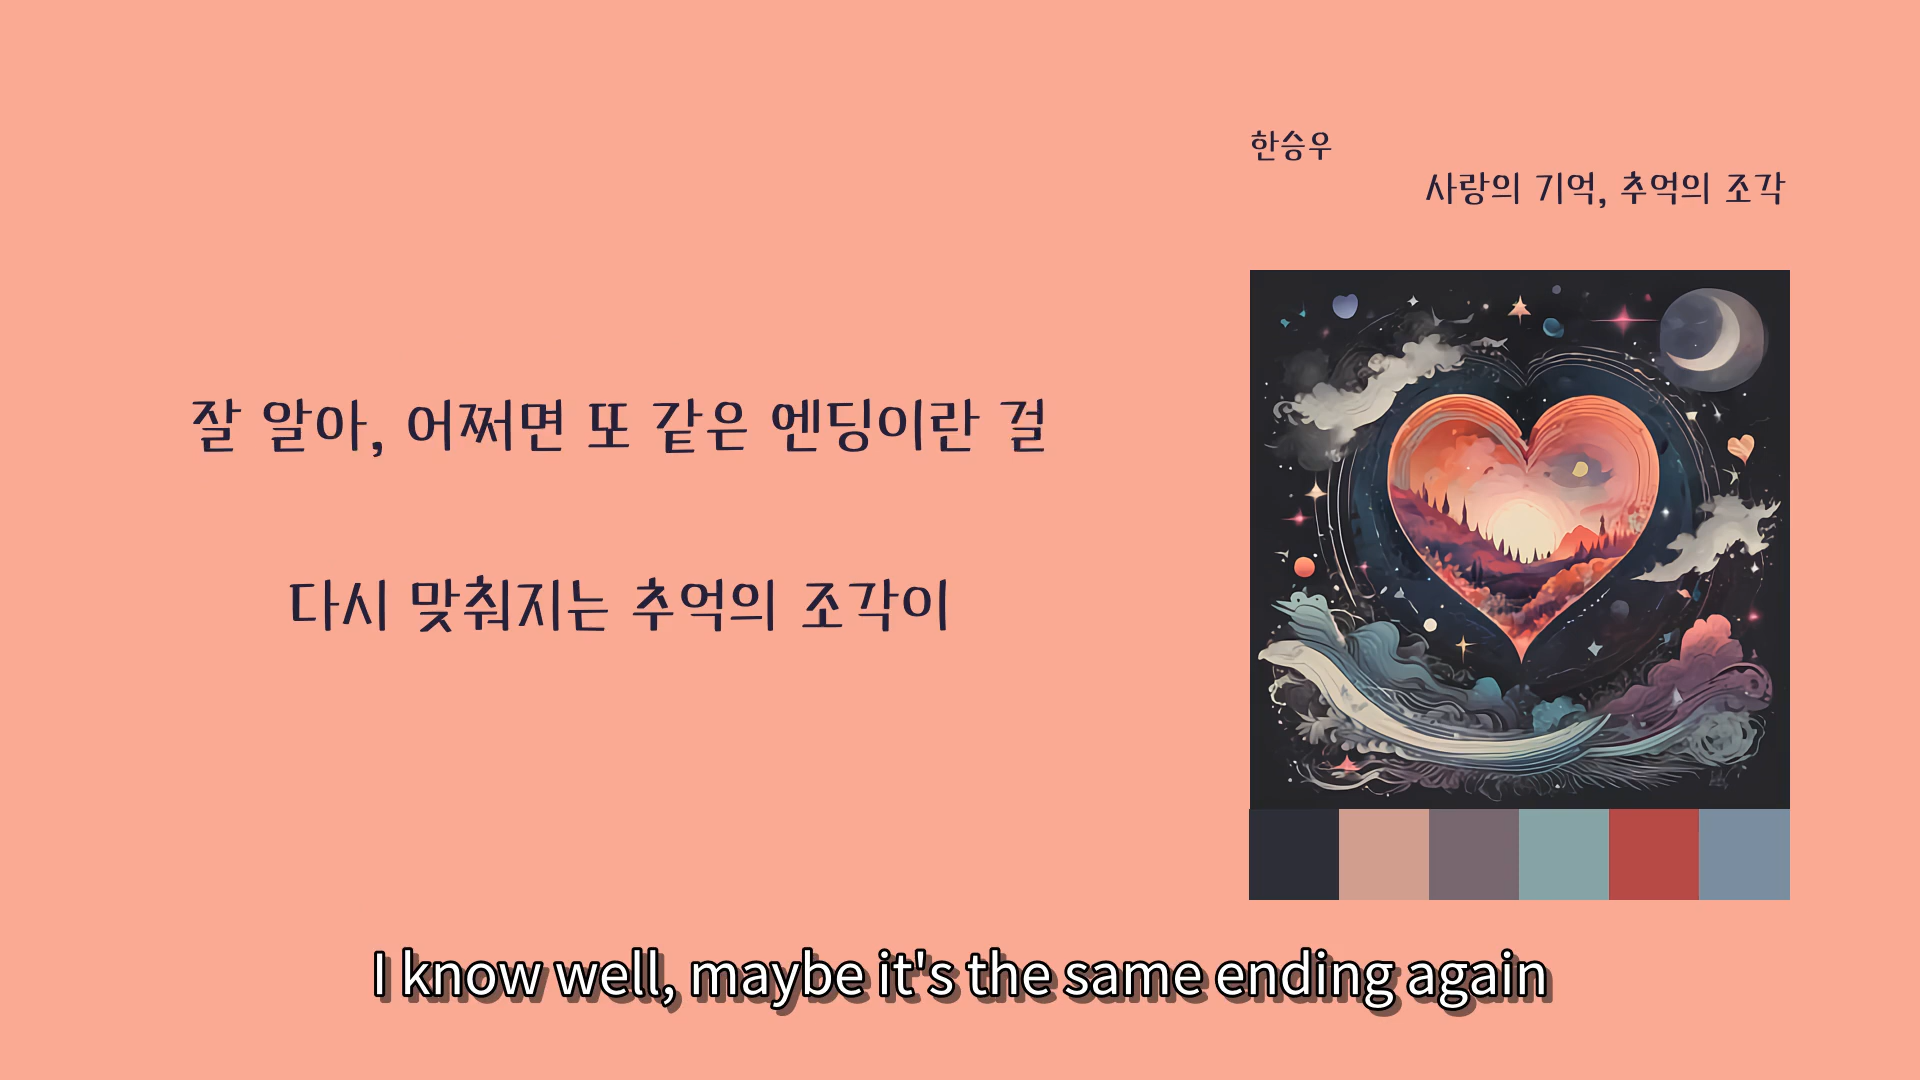 한승우
사랑의 기억, 추억의 조각
잘 알아, 어쩌면 또 같은 엔딩이란 걸
다시 맞춰지는 추억의 조각이
I know well, maybe it's the same ending again